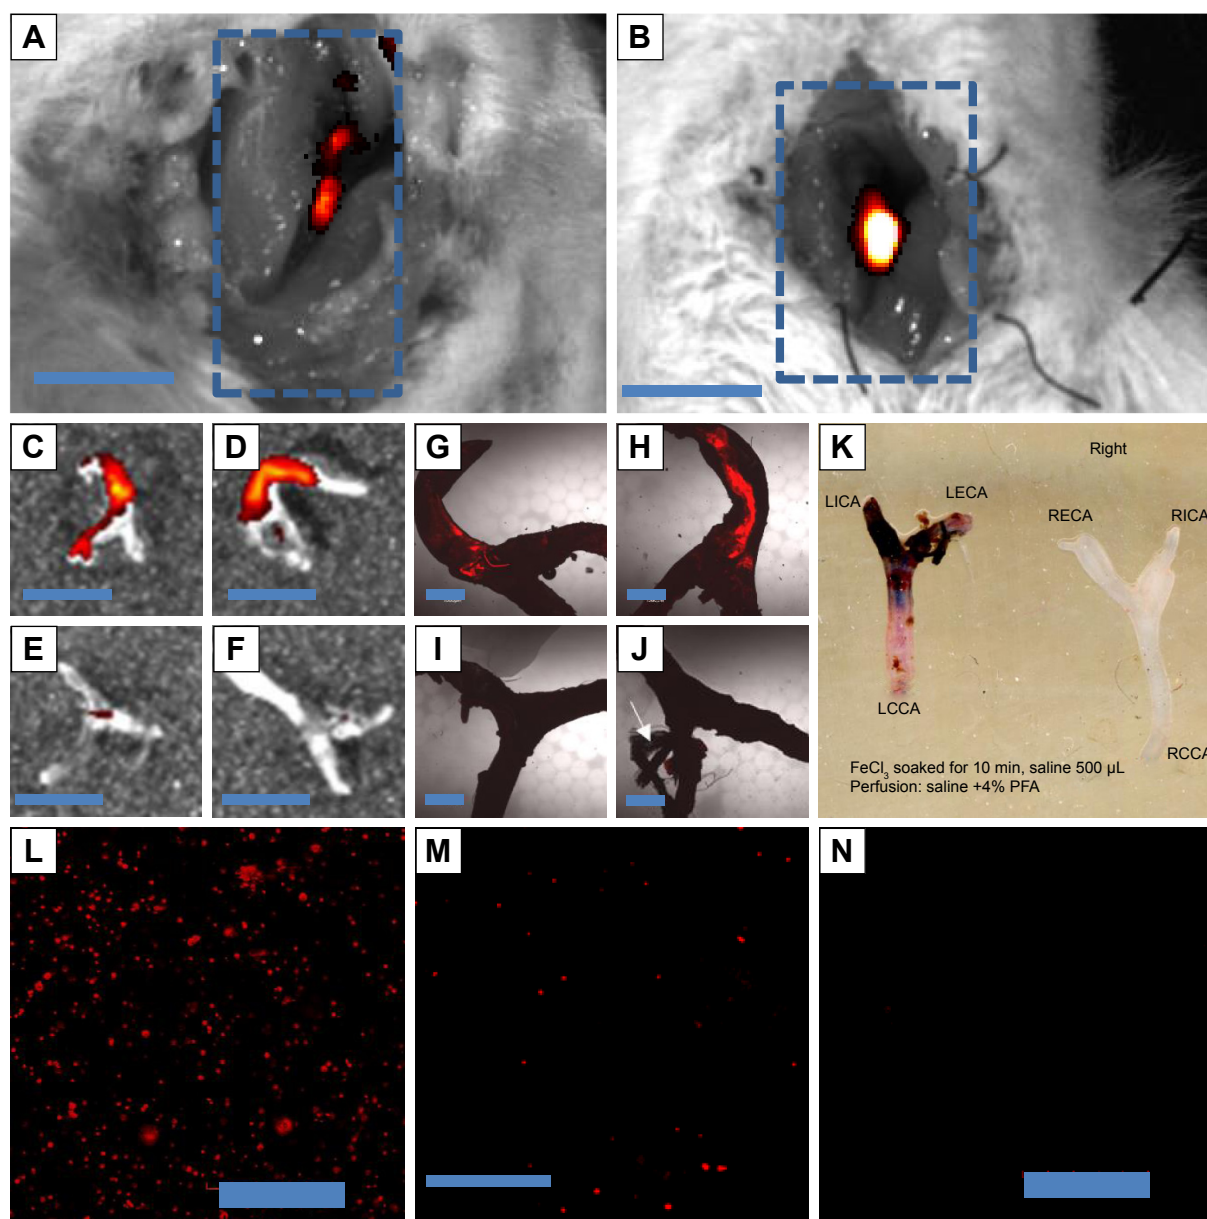 A
B
C
D
G
H
K
Right
LICA
LECA
RECA
RICA
E
F
I
J
LCCA
RCCA
FeCl₃ soaked for 10 min, saline 500 µL
Perfusion: saline +4% PFA
L
M
N